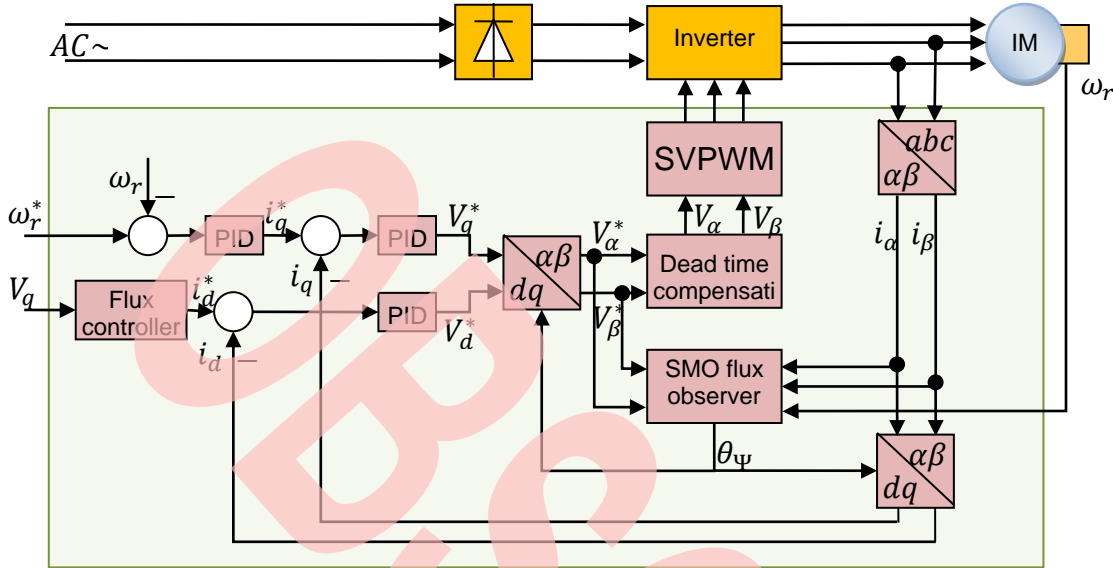 AC~
Inverter
IM
ω_r
abc
αβ
SVPWM
ω_r
ω_r^*
PID
i_q^*
PID
V_q^*
V_α
V_β
i_α
i_β
V_α^*
αβ
dq
Dead time
compensati
i_q
V_q
Flux
controller
i_d^*
PID
V_d^*
V_β^*
i_d
SMO flux
observer
θ_Ψ
αβ
dq
OBS